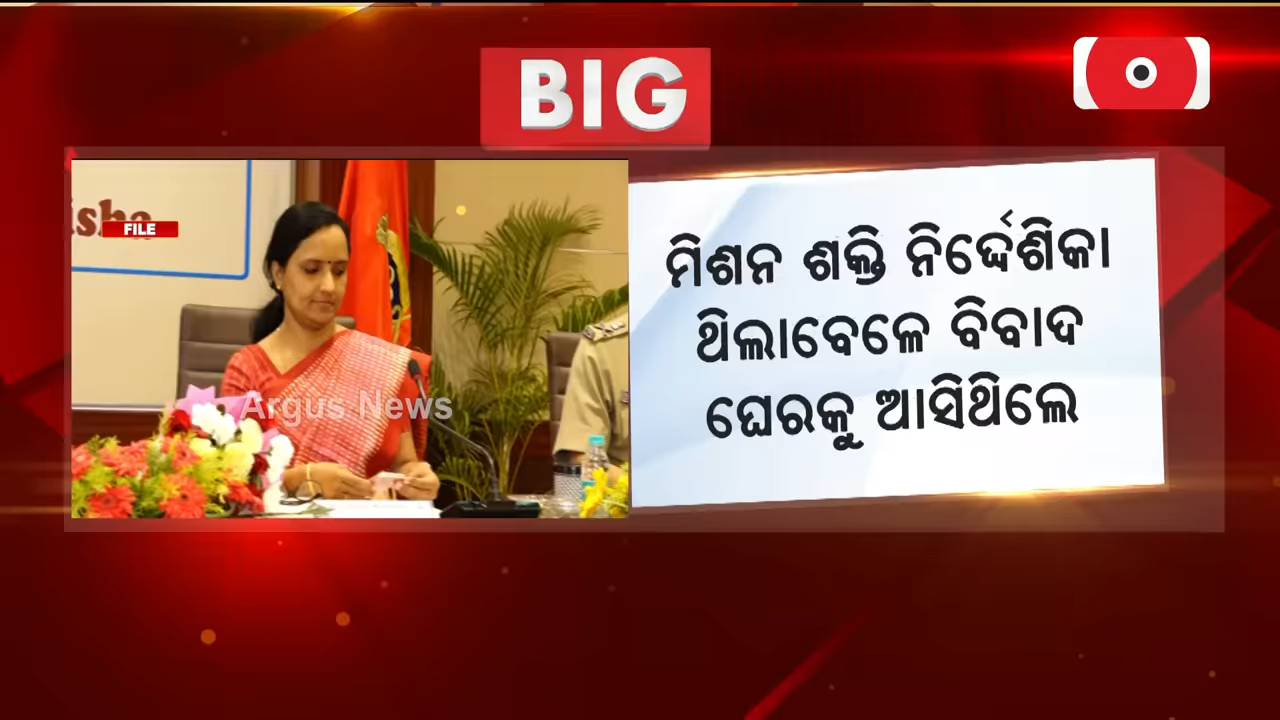 BIG
FILE
Argus News
ମିଶନ ଶକ୍ତି ନିର୍ଦ୍ଦେଶିକା
ଥିଲାବେଳେ ବିବାଦ
ଘେରକୁ ଆସିଥିଲେ